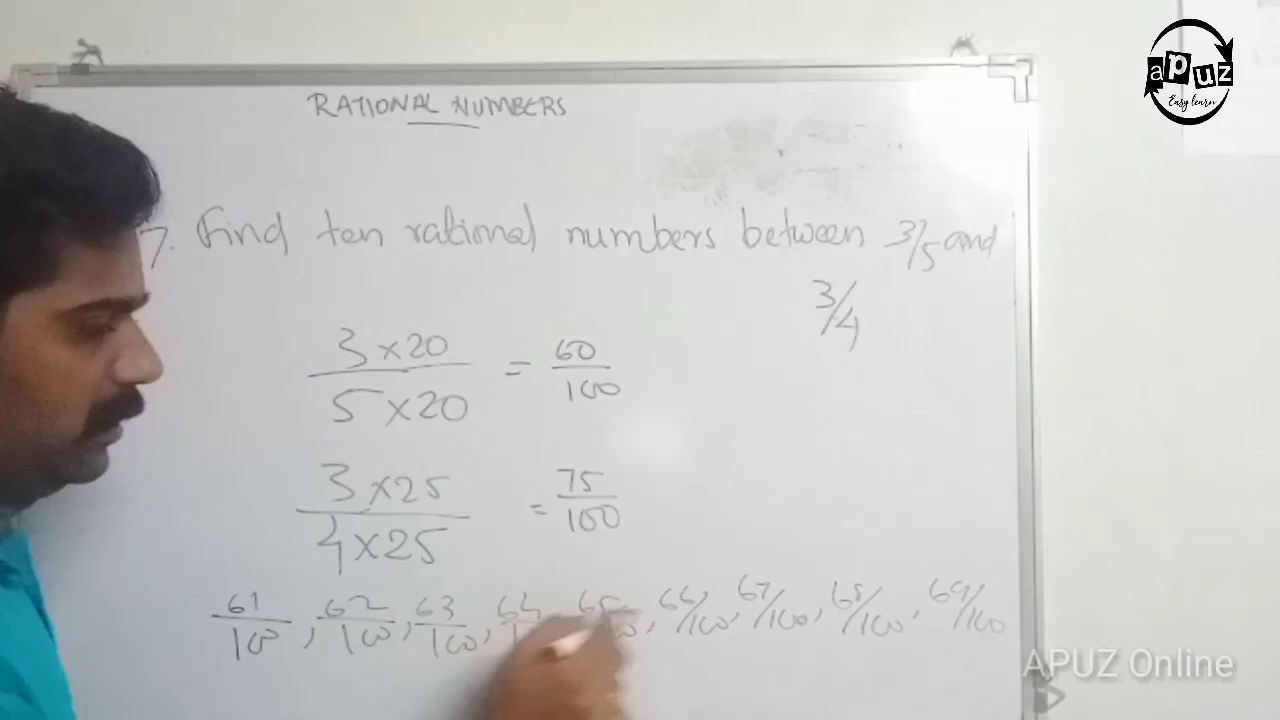 apuz
Easy learn
RATIONAL NUMBERS
7. Find ten rational numbers between 3/5 and
3/4
3 × 20 / 5 × 20 = 60/100
3 × 25 / 4 × 25 = 75/100
61/100, 62/100, 63/100, 64 65 66/100, 67/100, 68/100, 69/100
APUZ Online